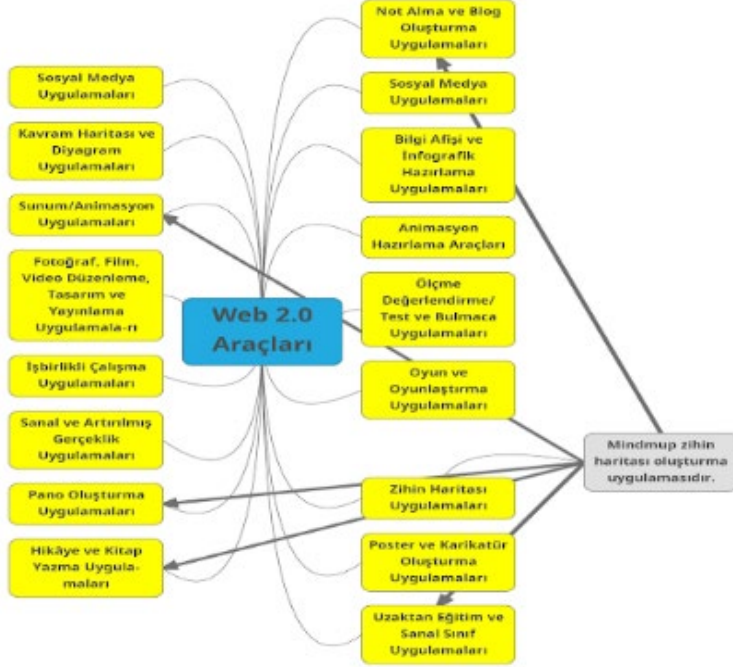 Not Alma ve Blog
Oluşturma
Uygulamaları
Sosyal Medya
Uygulamaları
Sosyal Medya
Uygulamaları
Kavram Haritası ve
Diyagram
Uygulamaları
Bilgi Afişi ve
İnfografik
Hazırlama
Uygulamaları
Sunum/Animasyon
Uygulamaları
Animasyon
Hazırlama Araçları
Fotoğraf, Film,
Video Düzenleme,
Tasarım ve
Yayınlama
Uygulamala-rı
Web 2.0
Araçları
Ölçme
Değerlendirme/
Test ve Bulmaca
Uygulamaları
İşbirlikli Çalışma
Uygulamaları
Oyun ve
Oyunlaştırma
Uygulamaları
Sanal ve Artırılmış
Gerçeklik
Uygulamaları
Mindmup zihin
haritası oluşturma
uygulamasıdır.
Pano Oluşturma
Uygulamaları
Zihin Haritası
Uygulamaları
Hikâye ve Kitap
Yazma Uygula-
maları
Poster ve Karikatür
Oluşturma
Uygulamaları
Uzaktan Eğitim ve
Sanal Sınıf
Uygulamaları